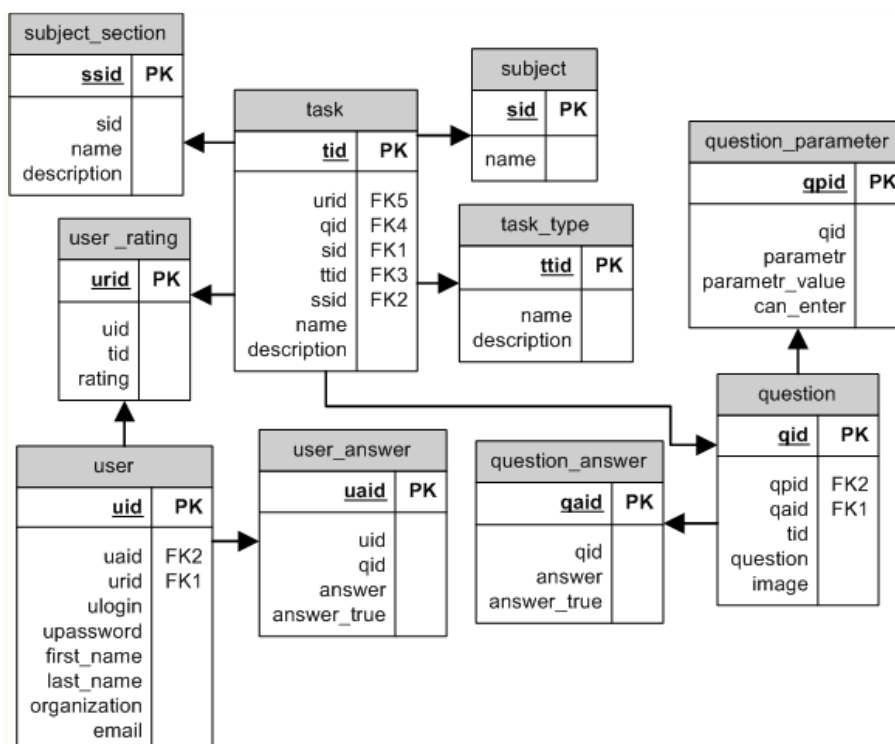 subject_section
ssid PK
sid
name
description
task
tid PK
urid FK5
qid FK4
sid FK1
ttid FK3
ssid FK2
name
description
subject
sid PK
name
question_parameter
qpid PK
qid
parametr
parametr_value
can_enter
user _rating
urid PK
uid
tid
rating
task_type
ttid PK
name
description
user
uid PK
uaid FK2
urid FK1
ulogin
upassword
first_name
last_name
organization
email
user_answer
uaid PK
uid
qid
answer
answer_true
question_answer
qaid PK
qid
answer
answer_true
question
qid PK
qpid FK2
qaid FK1
tid
question
image